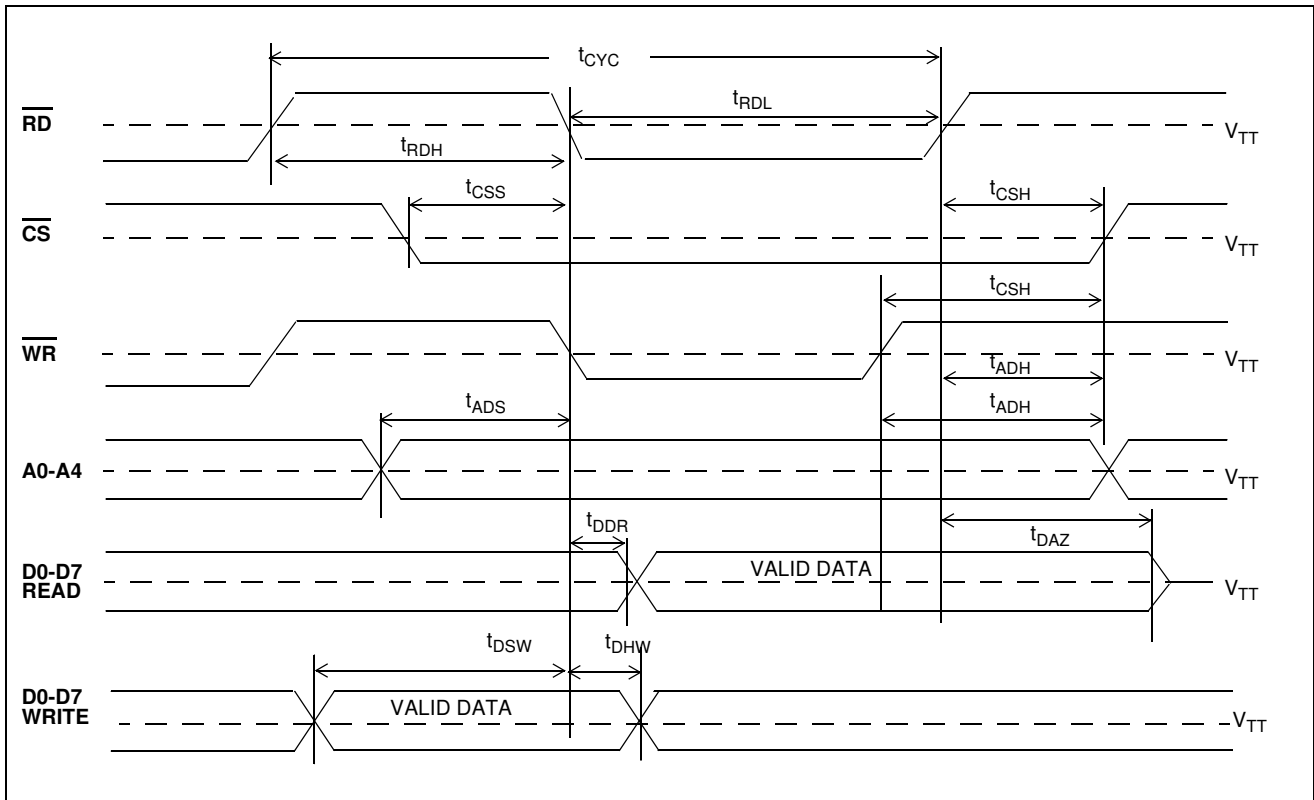 tCYC
RD
tRDL
VTT
tRDH
tCSS
tCSH
CS
VTT
tCSH
WR
VTT
tADH
tADS
tADH
A0-A4
VTT
tDDR
tDAZ
D0-D7
READ
VALID DATA
VTT
tDSW
tDHW
D0-D7
WRITE
VALID DATA
VTT